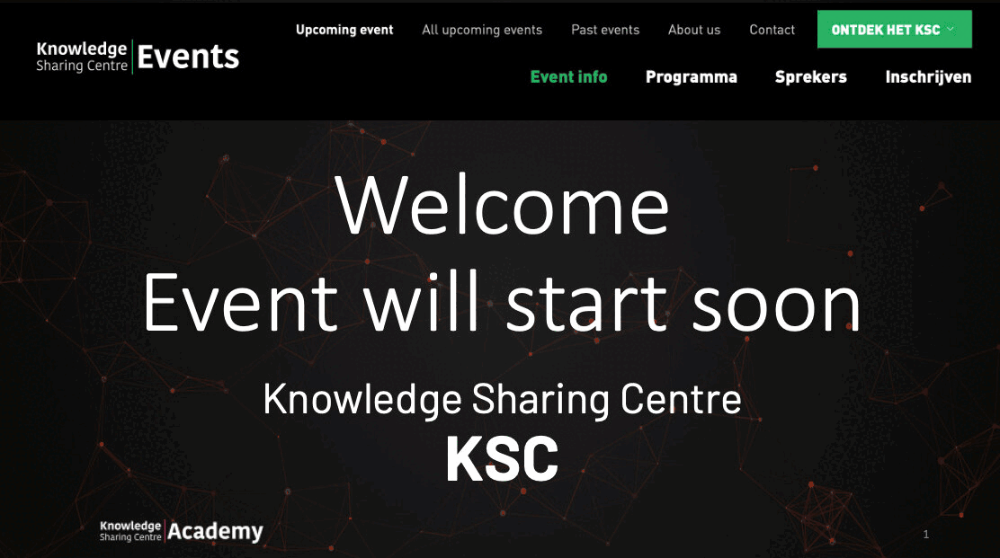 Upcoming event All upcoming events Past events About us Contact ONTDEK HET KSC
Knowledge
Sharing Centre
Events
Event info Programma Sprekers Inschrijven
Welcome
Event will start soon
Knowledge Sharing Centre
KSC
Knowledge
Sharing Centre
Academy
1